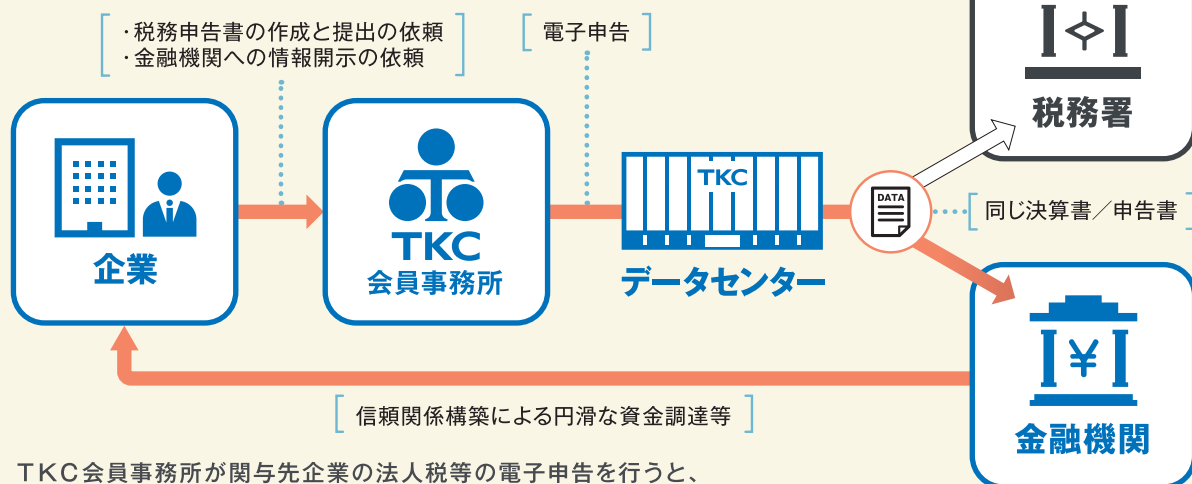 ・税務申告書の作成と提出の依頼
・金融機関への情報開示の依頼
電子申告
税務署
企業
TKC
会員事務所
TKC
データセンター
DATA
同じ決算書／申告書
¥
金融機関
信頼関係構築による円滑な資金調達等
TKC会員事務所が関与先企業の法人税等の電子申告を行うと、